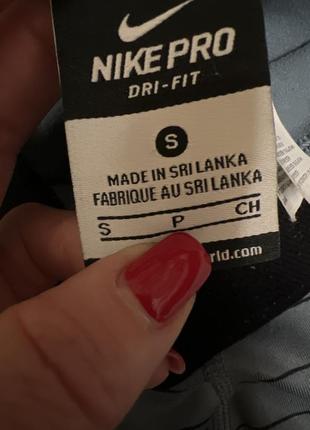 NIKE PRO
DRI-FIT
S
MADE IN SRI LANKA
FABRIQUE AU SRI LANKA
S P CH
rld.com